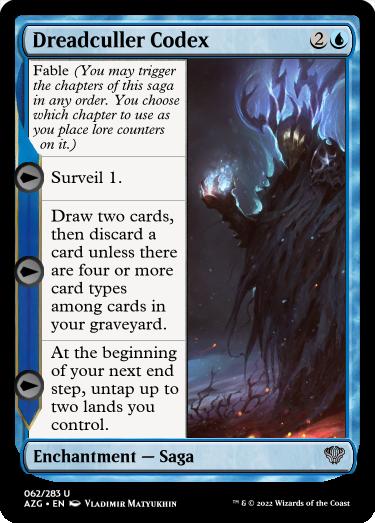 Dreadculler Codex 2
Fable (You may trigger
the chapters of this saga
in any order. You choose
which chapter to use as
you place lore counters
on it.)
Surveil 1.
Draw two cards,
then discard a
card unless there
are four or more
card types
among cards in
your graveyard.
At the beginning
of your next end
step, untap up to
two lands you
control.
Enchantment — Saga
062/283 U
AZG • EN Vladimir Matyukhin
™ & © 2022 Wizards of the Coast